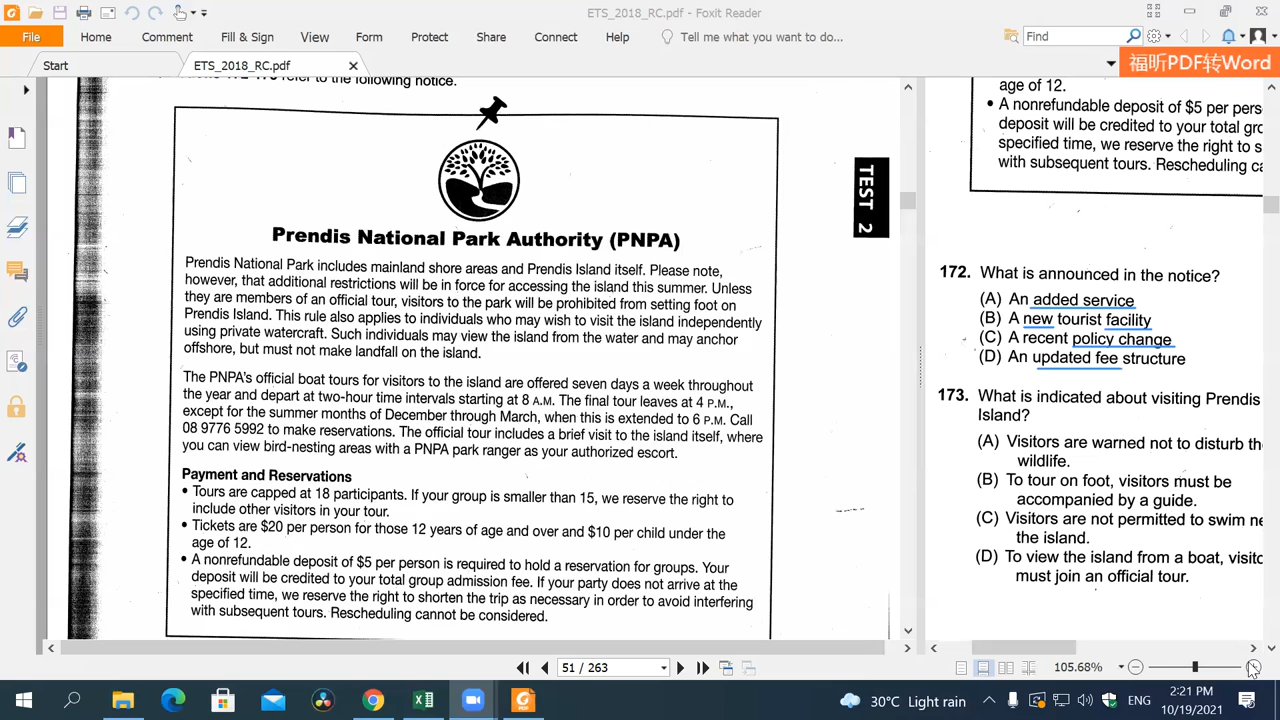 ETS_2018_RC.pdf - Foxit Reader
File Home Comment Fill & Sign View Form Protect Share Connect Help Tell me what you want to do... Find
Start ETS_2018_RC.pdf 福昕PDF转Word
refer to the following notice.
TEST 2
Prendis National Park Authority (PNPA)
Prendis National Park includes mainland shore areas and Prendis Island itself. Please note,
however, that additional restrictions will be in force for accessing the island this summer. Unless
they are members of an official tour, visitors to the park will be prohibited from setting foot on
Prendis Island. This rule also applies to individuals who may wish to visit the island independently
using private watercraft. Such individuals may view the island from the water and may anchor
offshore, but must not make landfall on the island.
The PNPA's official boat tours for visitors to the island are offered seven days a week throughout
the year and depart at two-hour time intervals starting at 8 A.M. The final tour leaves at 4 P.M.,
except for the summer months of December through March, when this is extended to 6 P.M. Call
08 9776 5992 to make reservations. The official tour includes a brief visit to the island itself, where
you can view bird-nesting areas with a PNPA park ranger as your authorized escort.
Payment and Reservations
• Tours are capped at 18 participants. If your group is smaller than 15, we reserve the right to
include other visitors in your tour.
• Tickets are $20 per person for those 12 years of age and over and $10 per child under the
age of 12.
• A nonrefundable deposit of $5 per person is required to hold a reservation for groups. Your
deposit will be credited to your total group admission fee. If your party does not arrive at the
specified time, we reserve the right to shorten the trip as necessary in order to avoid interfering
with subsequent tours. Rescheduling cannot be considered.
age of 12.
• A nonrefundable deposit of $5 per pers
deposit will be credited to your total gro
specified time, we reserve the right to s
with subsequent tours. Rescheduling ca
172. What is announced in the notice?
(A) An added service
(B) A new tourist facility
(C) A recent policy change
(D) An updated fee structure
173. What is indicated about visiting Prendis
Island?
(A) Visitors are warned not to disturb th
wildlife.
(B) To tour on foot, visitors must be
accompanied by a guide.
(C) Visitors are not permitted to swim ne
the island.
(D) To view the island from a boat, visito
must join an official tour.
51 / 263 105.68%
30°C Light rain ENG 2:21 PM
10/19/2021